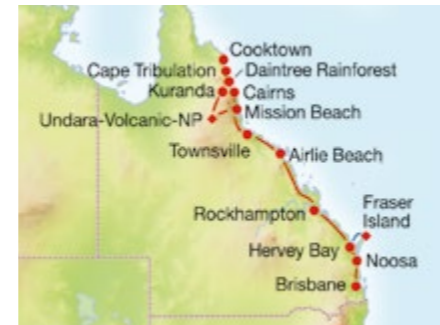 Cooktown
Cape Tribulation
Daintree Rainforest
Kuranda
Cairns
Mission Beach
Undara-Volcanic-NP
Townsville
Airlie Beach
Fraser
Island
Rockhampton
Hervey Bay
Noosa
Brisbane